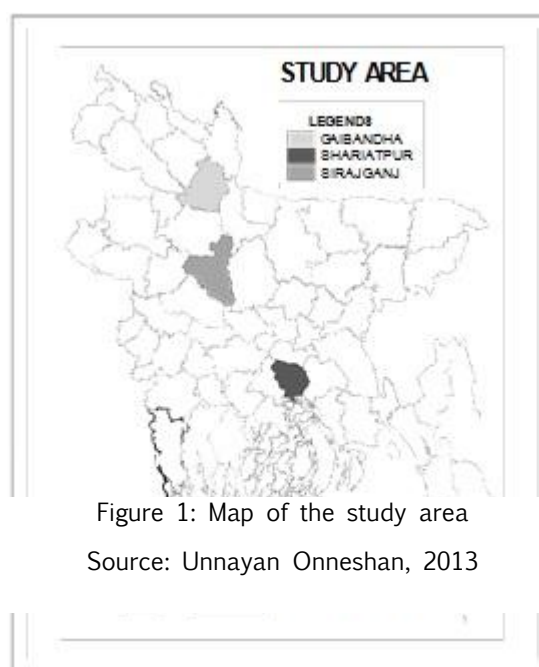 STUDY AREA
LEGENDS
GAIBANDHA
SHARIATPUR
SIRAJGANJ
Figure 1: Map of the study area
Source: Unnayan Onneshan, 2013